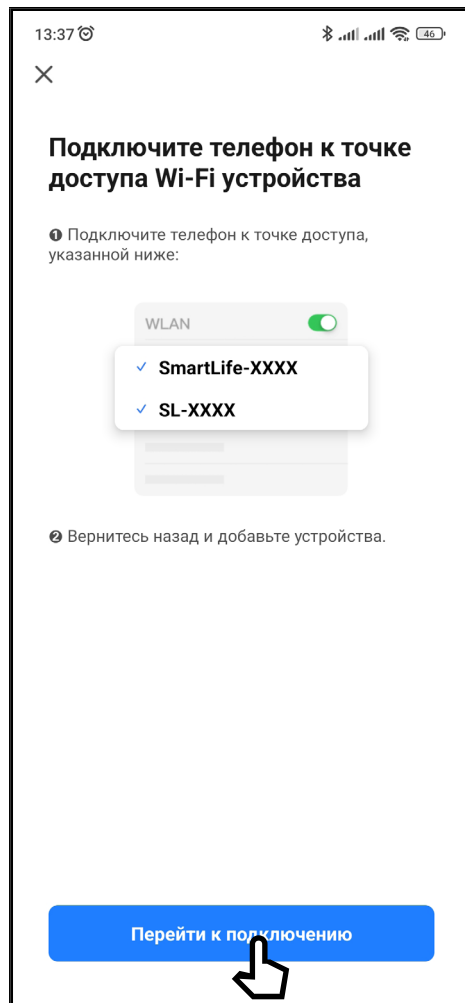 13:37
46
Подключите телефон к точке
доступа Wi-Fi устройства
❶ Подключите телефон к точке доступа,
указанной ниже:
WLAN
SmartLife-XXXX
SL-XXXX
❷ Вернитесь назад и добавьте устройства.
Перейти к подключению